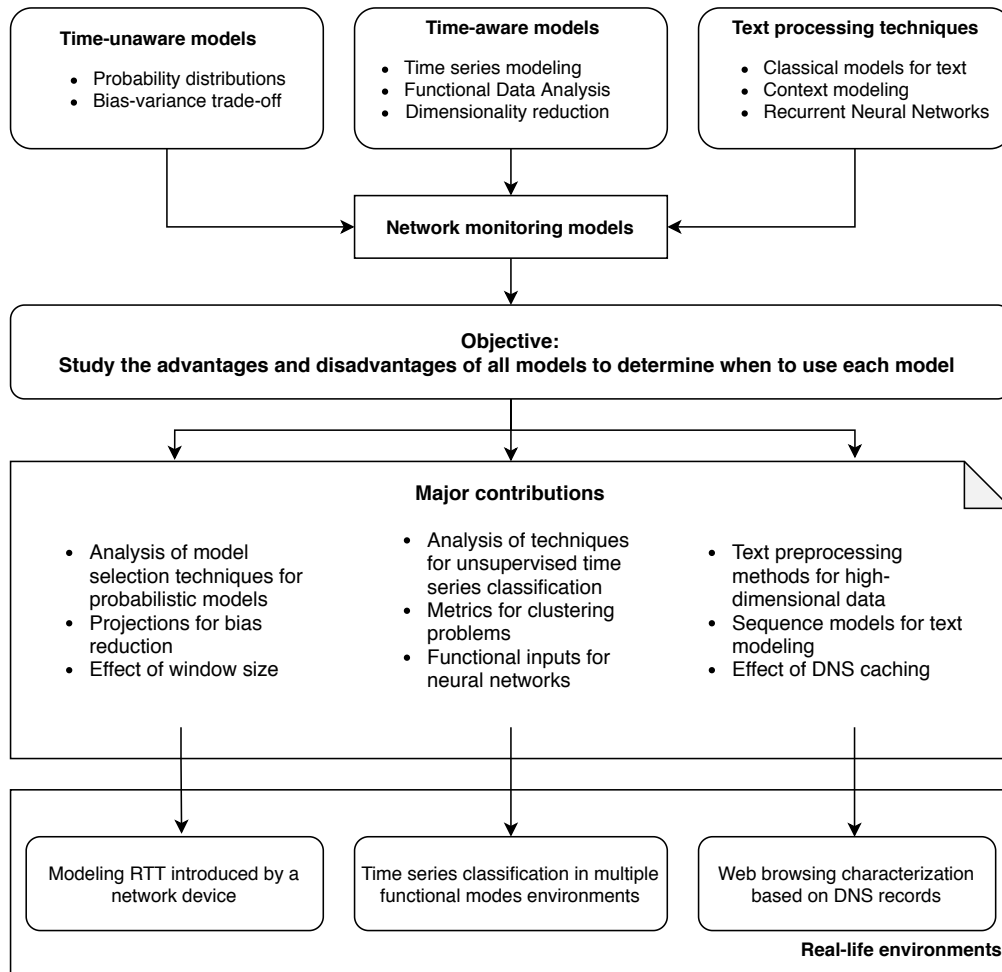 Time-unaware models
• Probability distributions
• Bias-variance trade-off
Time-aware models
• Time series modeling
• Functional Data Analysis
• Dimensionality reduction
Text processing techniques
• Classical models for text
• Context modeling
• Recurrent Neural Networks
Network monitoring models
Objective:
Study the advantages and disadvantages of all models to determine when to use each model
Major contributions
• Analysis of model
selection techniques for
probabilistic models
• Projections for bias
reduction
• Effect of window size
• Analysis of techniques
for unsupervised time
series classification
• Metrics for clustering
problems
• Functional inputs for
neural networks
• Text preprocessing
methods for high-
dimensional data
• Sequence models for text
modeling
• Effect of DNS caching
Modeling RTT introduced by a
network device
Time series classification in multiple
functional modes environments
Web browsing characterization
based on DNS records
Real-life environments